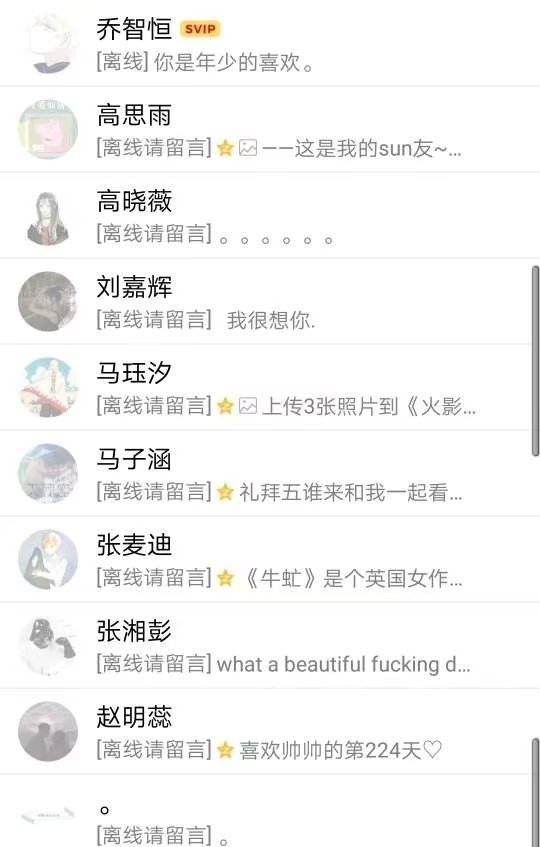 乔智恒 SVIP
[离线] 你是年少的喜欢。
高思雨
[离线请留言] ——这是我的sun友~...
高晓薇
[离线请留言] 。。。。。。
刘嘉辉
[离线请留言] 我很想你.
马珏汐
[离线请留言] 上传3张照片到《火影...
马子涵
[离线请留言] 礼拜五谁来和我一起看...
张麦迪
[离线请留言] 《牛虻》是个英国女作...
张湘彭
[离线请留言] what a beautiful fucking d...
赵明蕊
[离线请留言] 喜欢帅帅的第224天♡
。
[离线请留言] 。